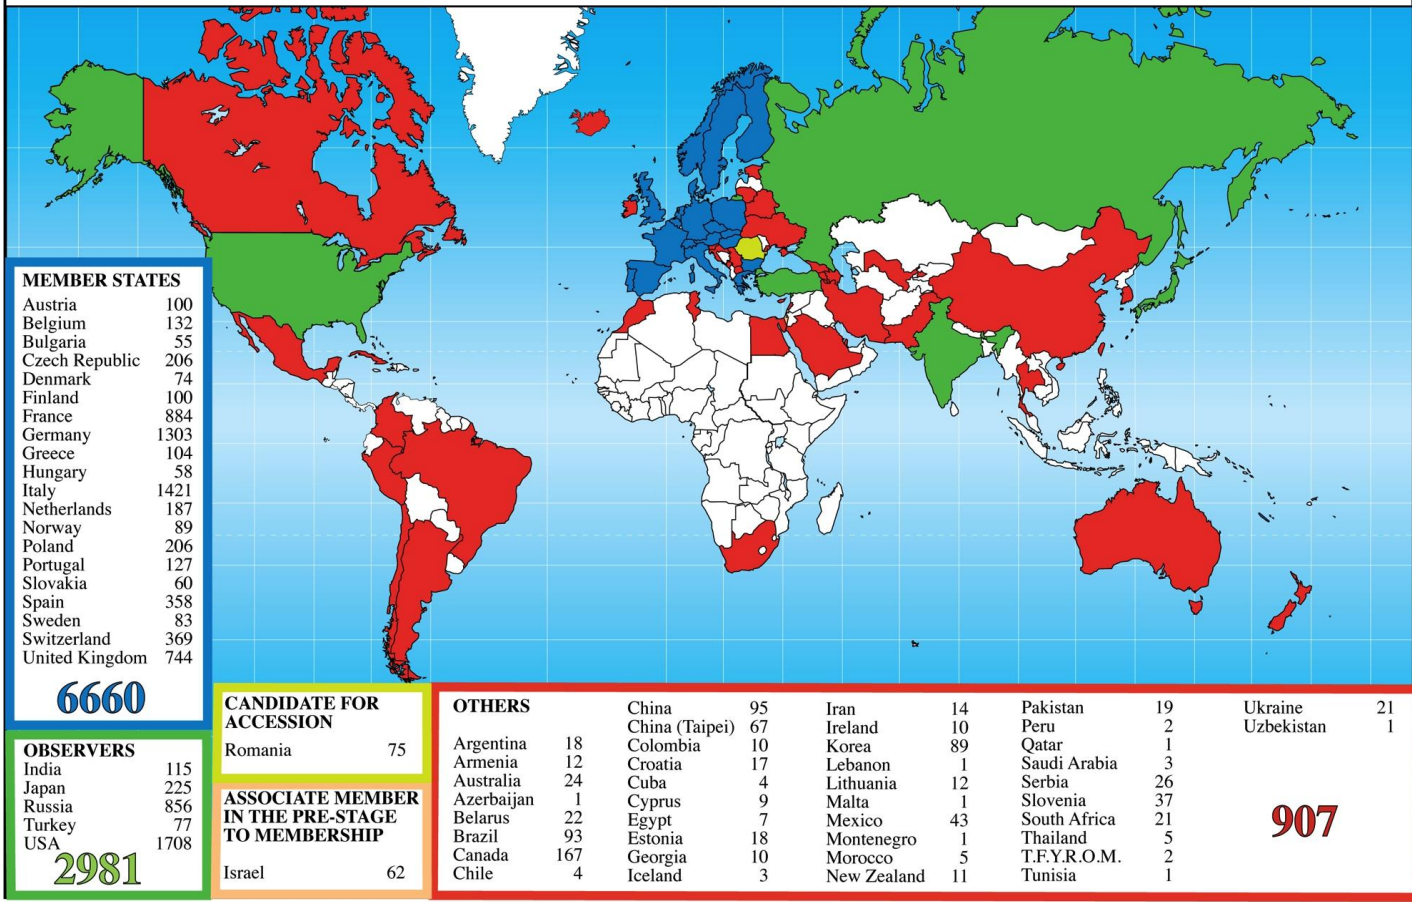 MEMBER STATES
Austria 100
Belgium 132
Bulgaria 55
Czech Republic 206
Denmark 74
Finland 100
France 884
Germany 1303
Greece 104
Hungary 58
Italy 1421
Netherlands 187
Norway 89
Poland 206
Portugal 127
Slovakia 60
Spain 358
Sweden 83
Switzerland 369
United Kingdom 744
6660
OBSERVERS
India 115
Japan 225
Russia 856
Turkey 77
USA 1708
2981
CANDIDATE FOR
ACCESSION
Romania 75
ASSOCIATE MEMBER
IN THE PRE-STAGE
TO MEMBERSHIP
Israel 62
OTHERS
Argentina 18
Armenia 12
Australia 24
Azerbaijan 1
Belarus 22
Brazil 93
Canada 167
Chile 4
China 95
China (Taipei) 67
Colombia 10
Croatia 17
Cuba 4
Cyprus 9
Egypt 7
Estonia 18
Georgia 10
Iceland 3
Iran 14
Ireland 10
Korea 89
Lebanon 1
Lithuania 12
Malta 1
Mexico 43
Montenegro 1
Morocco 5
New Zealand 11
Pakistan 19
Peru 2
Qatar 1
Saudi Arabia 3
Serbia 26
Slovenia 37
South Africa 21
Thailand 5
T.F.Y.R.O.M. 2
Tunisia 1
Ukraine 21
Uzbekistan 1
907